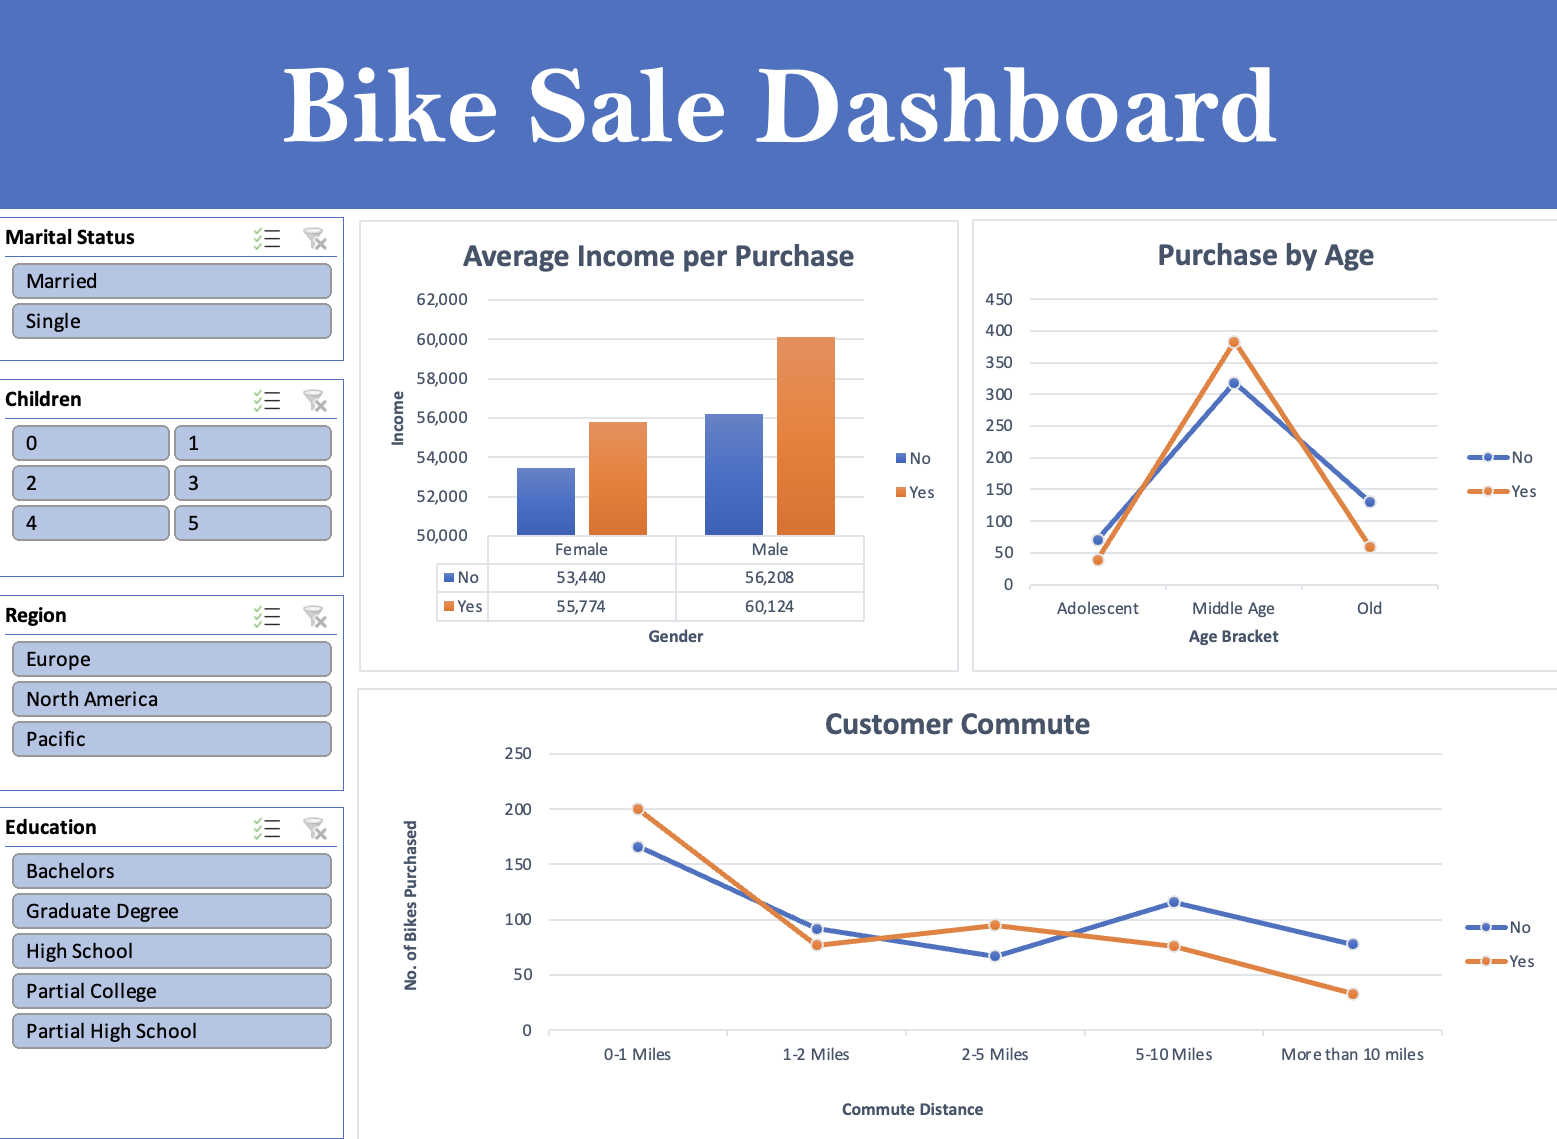 Bike Sale Dashboard
Marital Status
Married
Single
Children
0 1
2 3
4 5
Region
Europe
North America
Pacific
Education
Bachelors
Graduate Degree
High School
Partial College
Partial High School
Average Income per Purchase
62,000
60,000
58,000
56,000
54,000
52,000
50,000
Income
Female Male
No 53,440 56,208
Yes 55,774 60,124
Gender
No
Yes
Purchase by Age
450
400
350
300
250
200
150
100
50
0
Adolescent Middle Age Old
Age Bracket
No
Yes
Customer Commute
250
200
150
100
50
0
No. of Bikes Purchased
0-1 Miles 1-2 Miles 2-5 Miles 5-10 Miles More than 10 miles
Commute Distance
No
Yes